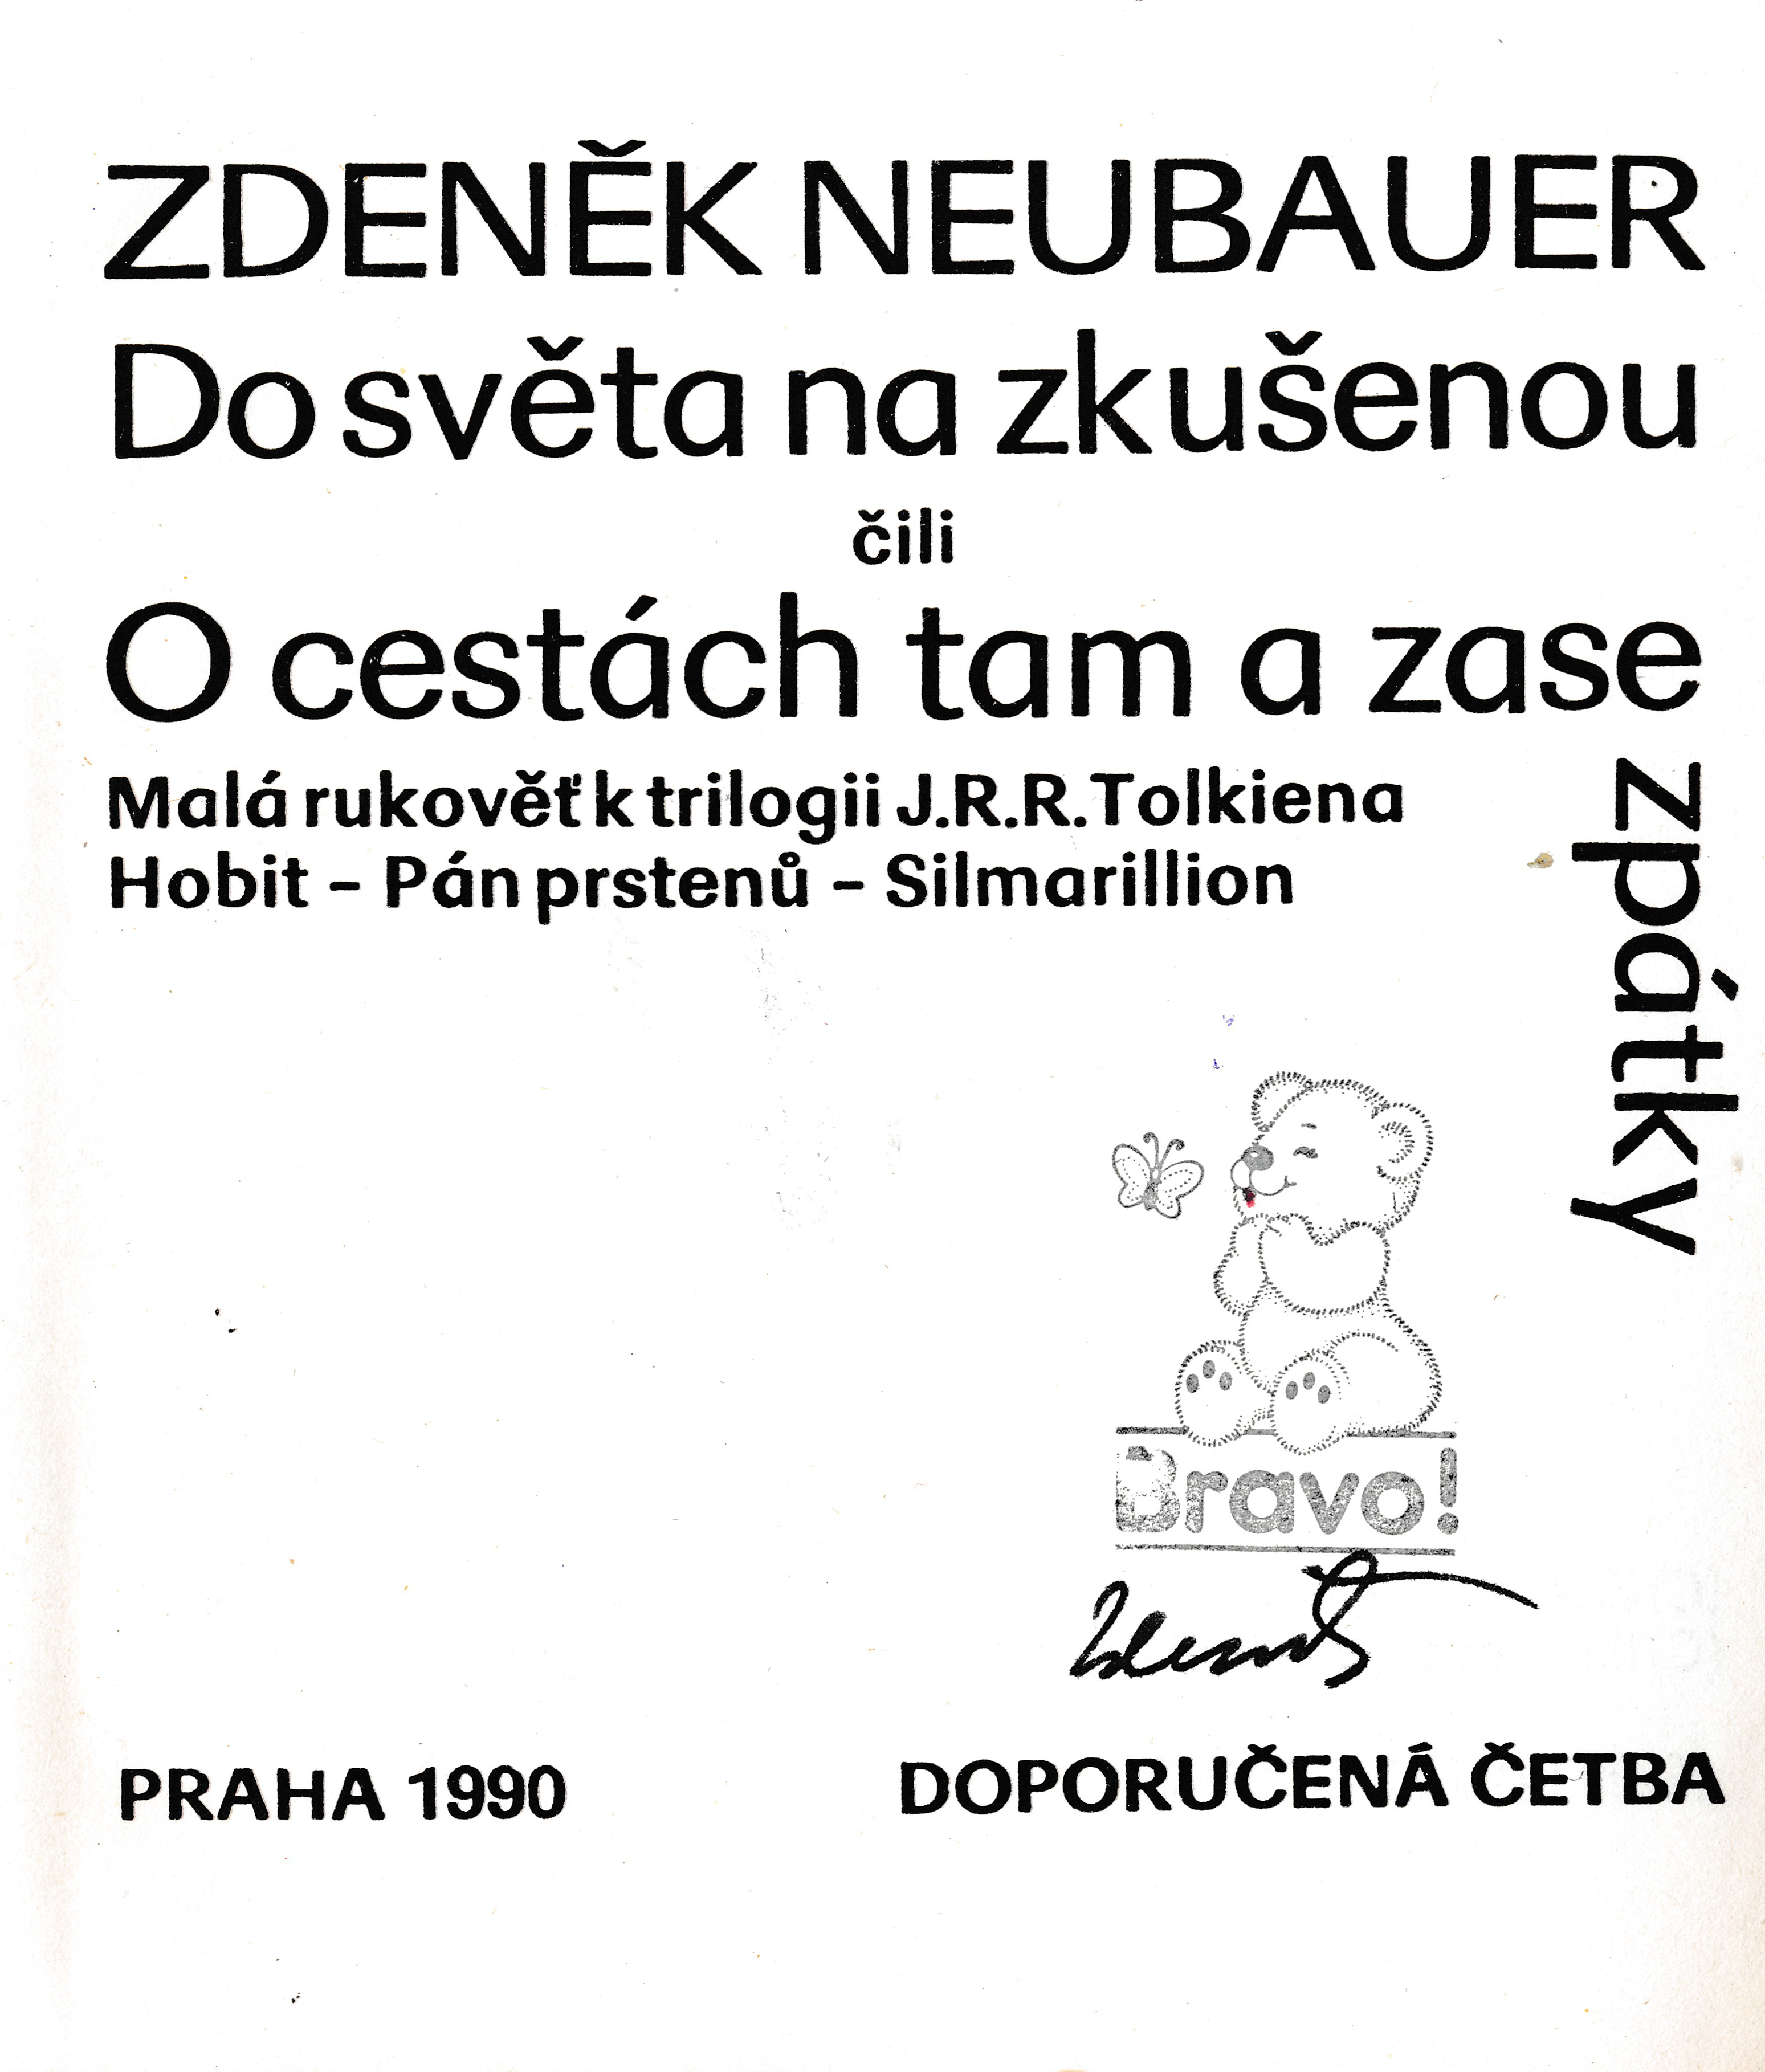 ZDENĚK NEUBAUER
Do světa na zkušenou
čili
O cestách tam a zase
zpátky
Malá rukověť k trilogii J.R.R.Tolkiena
Hobit – Pán prstenů – Silmarillion
Bravo!
Zdeněk
PRAHA 1990
DOPORUČENÁ ČETBA